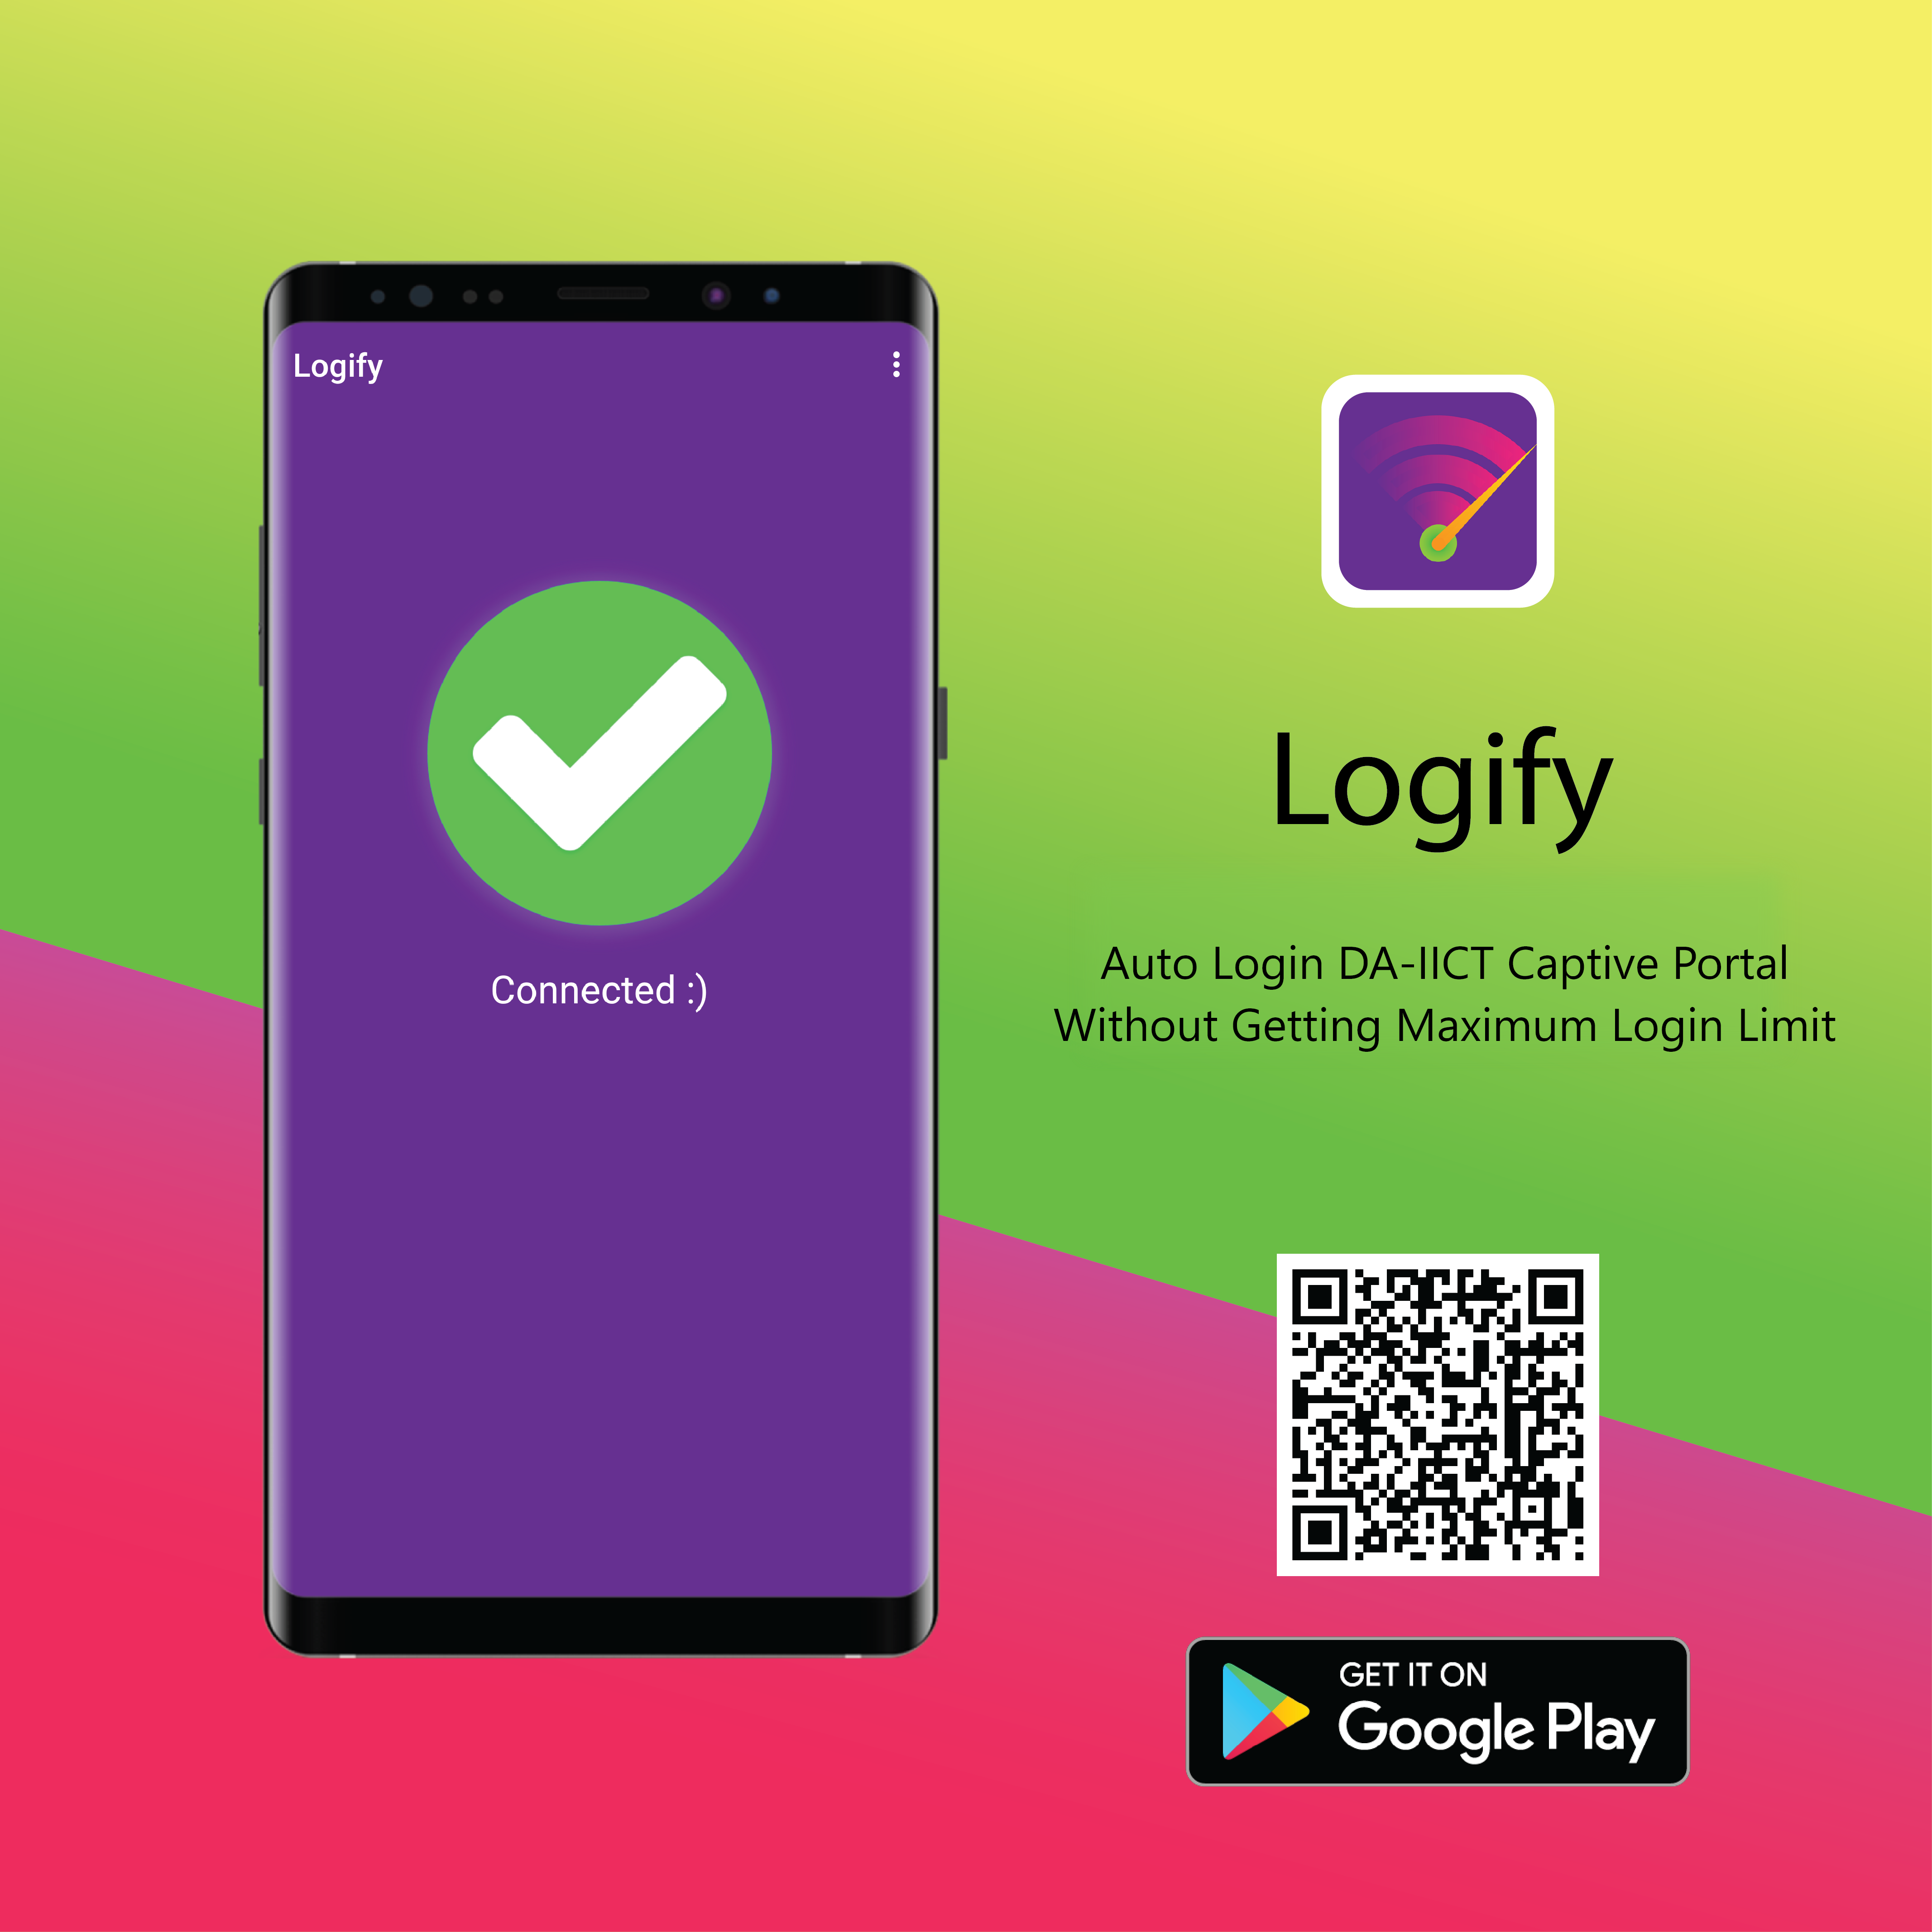 Logify
Connected :)
Logify
Auto Login DA-IICT Captive Portal
Without Getting Maximum Login Limit
GET IT ON
Google Play